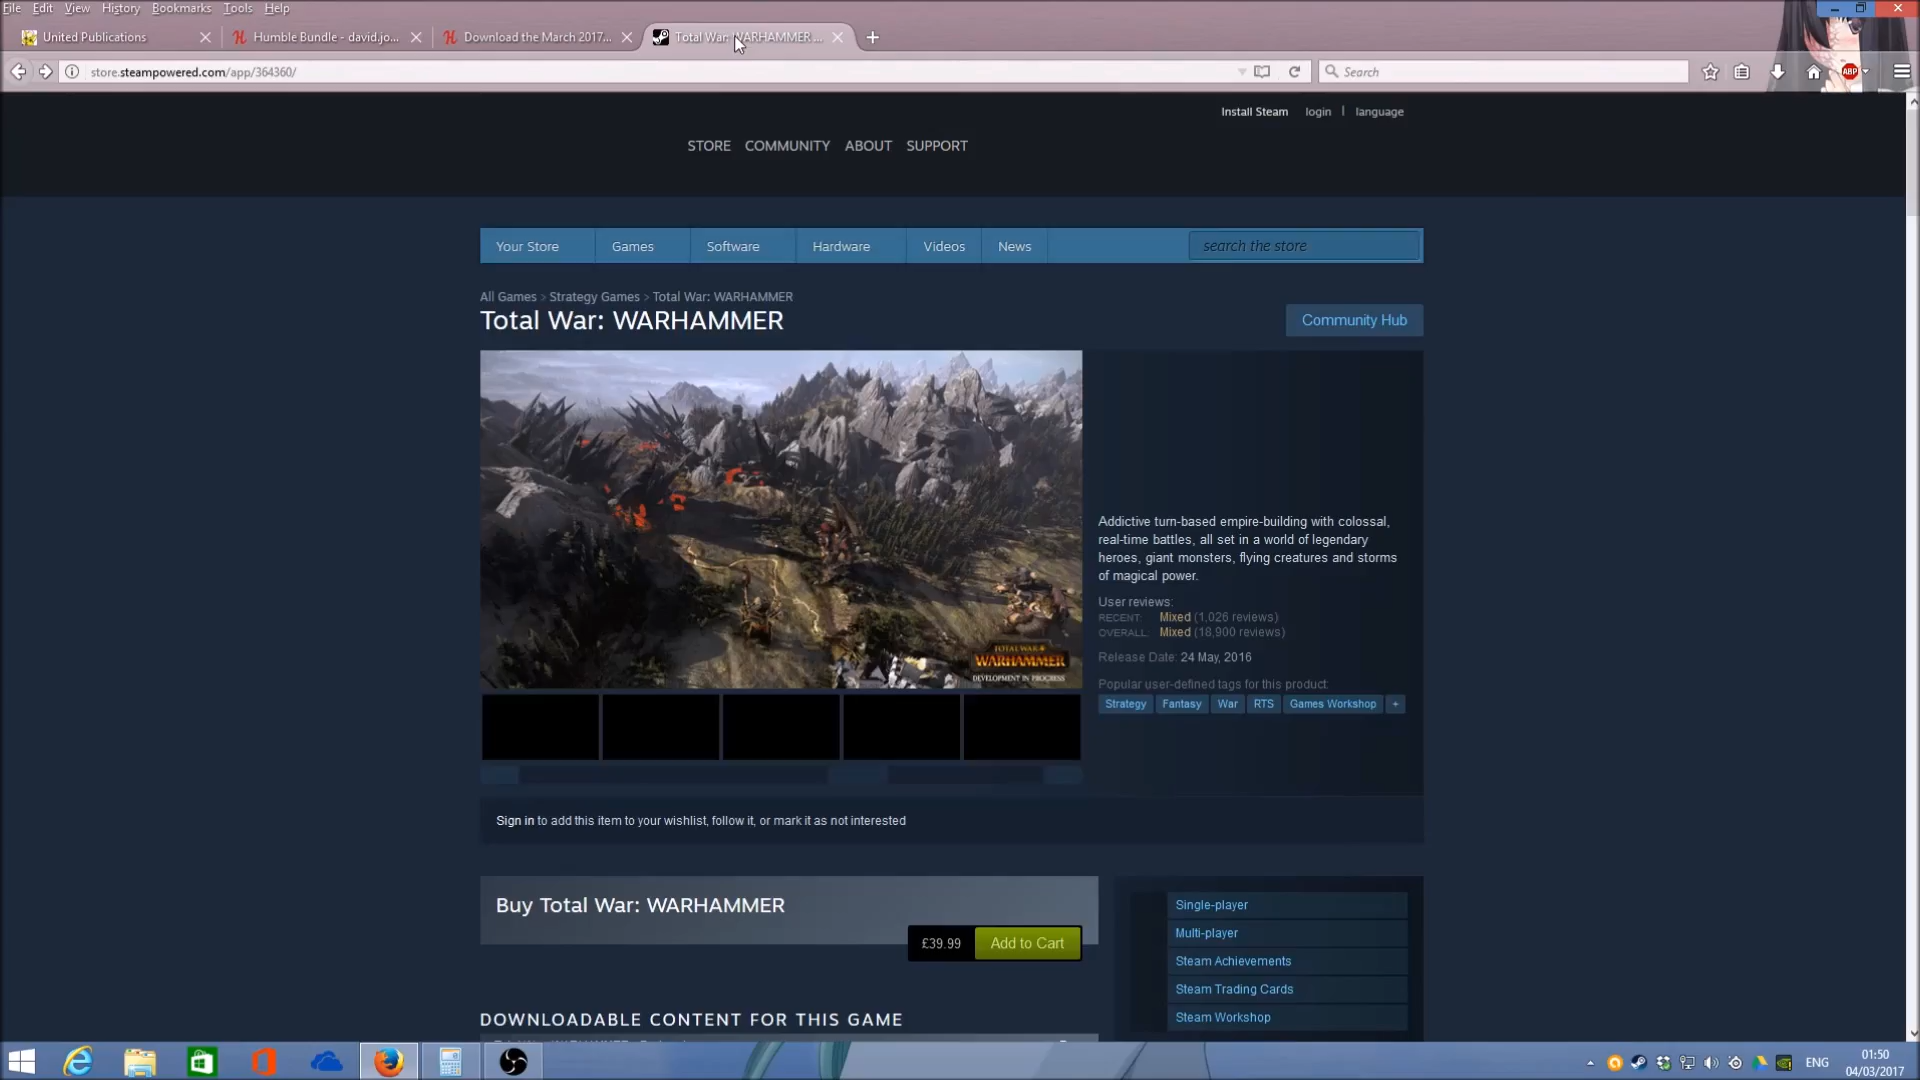 File Edit View History Bookmarks Tools Help
United Publications
Humble Bundle - david.jo...
Download the March 2017...
Total War: WARHAMMER ...
store.steampowered.com/app/364360/
Search
ABP
Install Steam login | language
STORE COMMUNITY ABOUT SUPPORT
Your Store Games Software Hardware Videos News search the store
All Games > Strategy Games > Total War: WARHAMMER
Total War: WARHAMMER
Community Hub
TOTAL WAR
WARHAMMER
DEVELOPMENT IN PROGRESS
Addictive turn-based empire-building with colossal,
real-time battles, all set in a world of legendary
heroes, giant monsters, flying creatures and storms
of magical power.
User reviews:
RECENT: Mixed (1,026 reviews)
OVERALL: Mixed (18,900 reviews)
Release Date: 24 May, 2016
Popular user-defined tags for this product:
Strategy Fantasy War RTS Games Workshop +
Sign in to add this item to your wishlist, follow it, or mark it as not interested
Buy Total War: WARHAMMER
£39.99 Add to Cart
Single-player
Multi-player
Steam Achievements
Steam Trading Cards
Steam Workshop
DOWNLOADABLE CONTENT FOR THIS GAME
ENG
01:50
04/03/2017